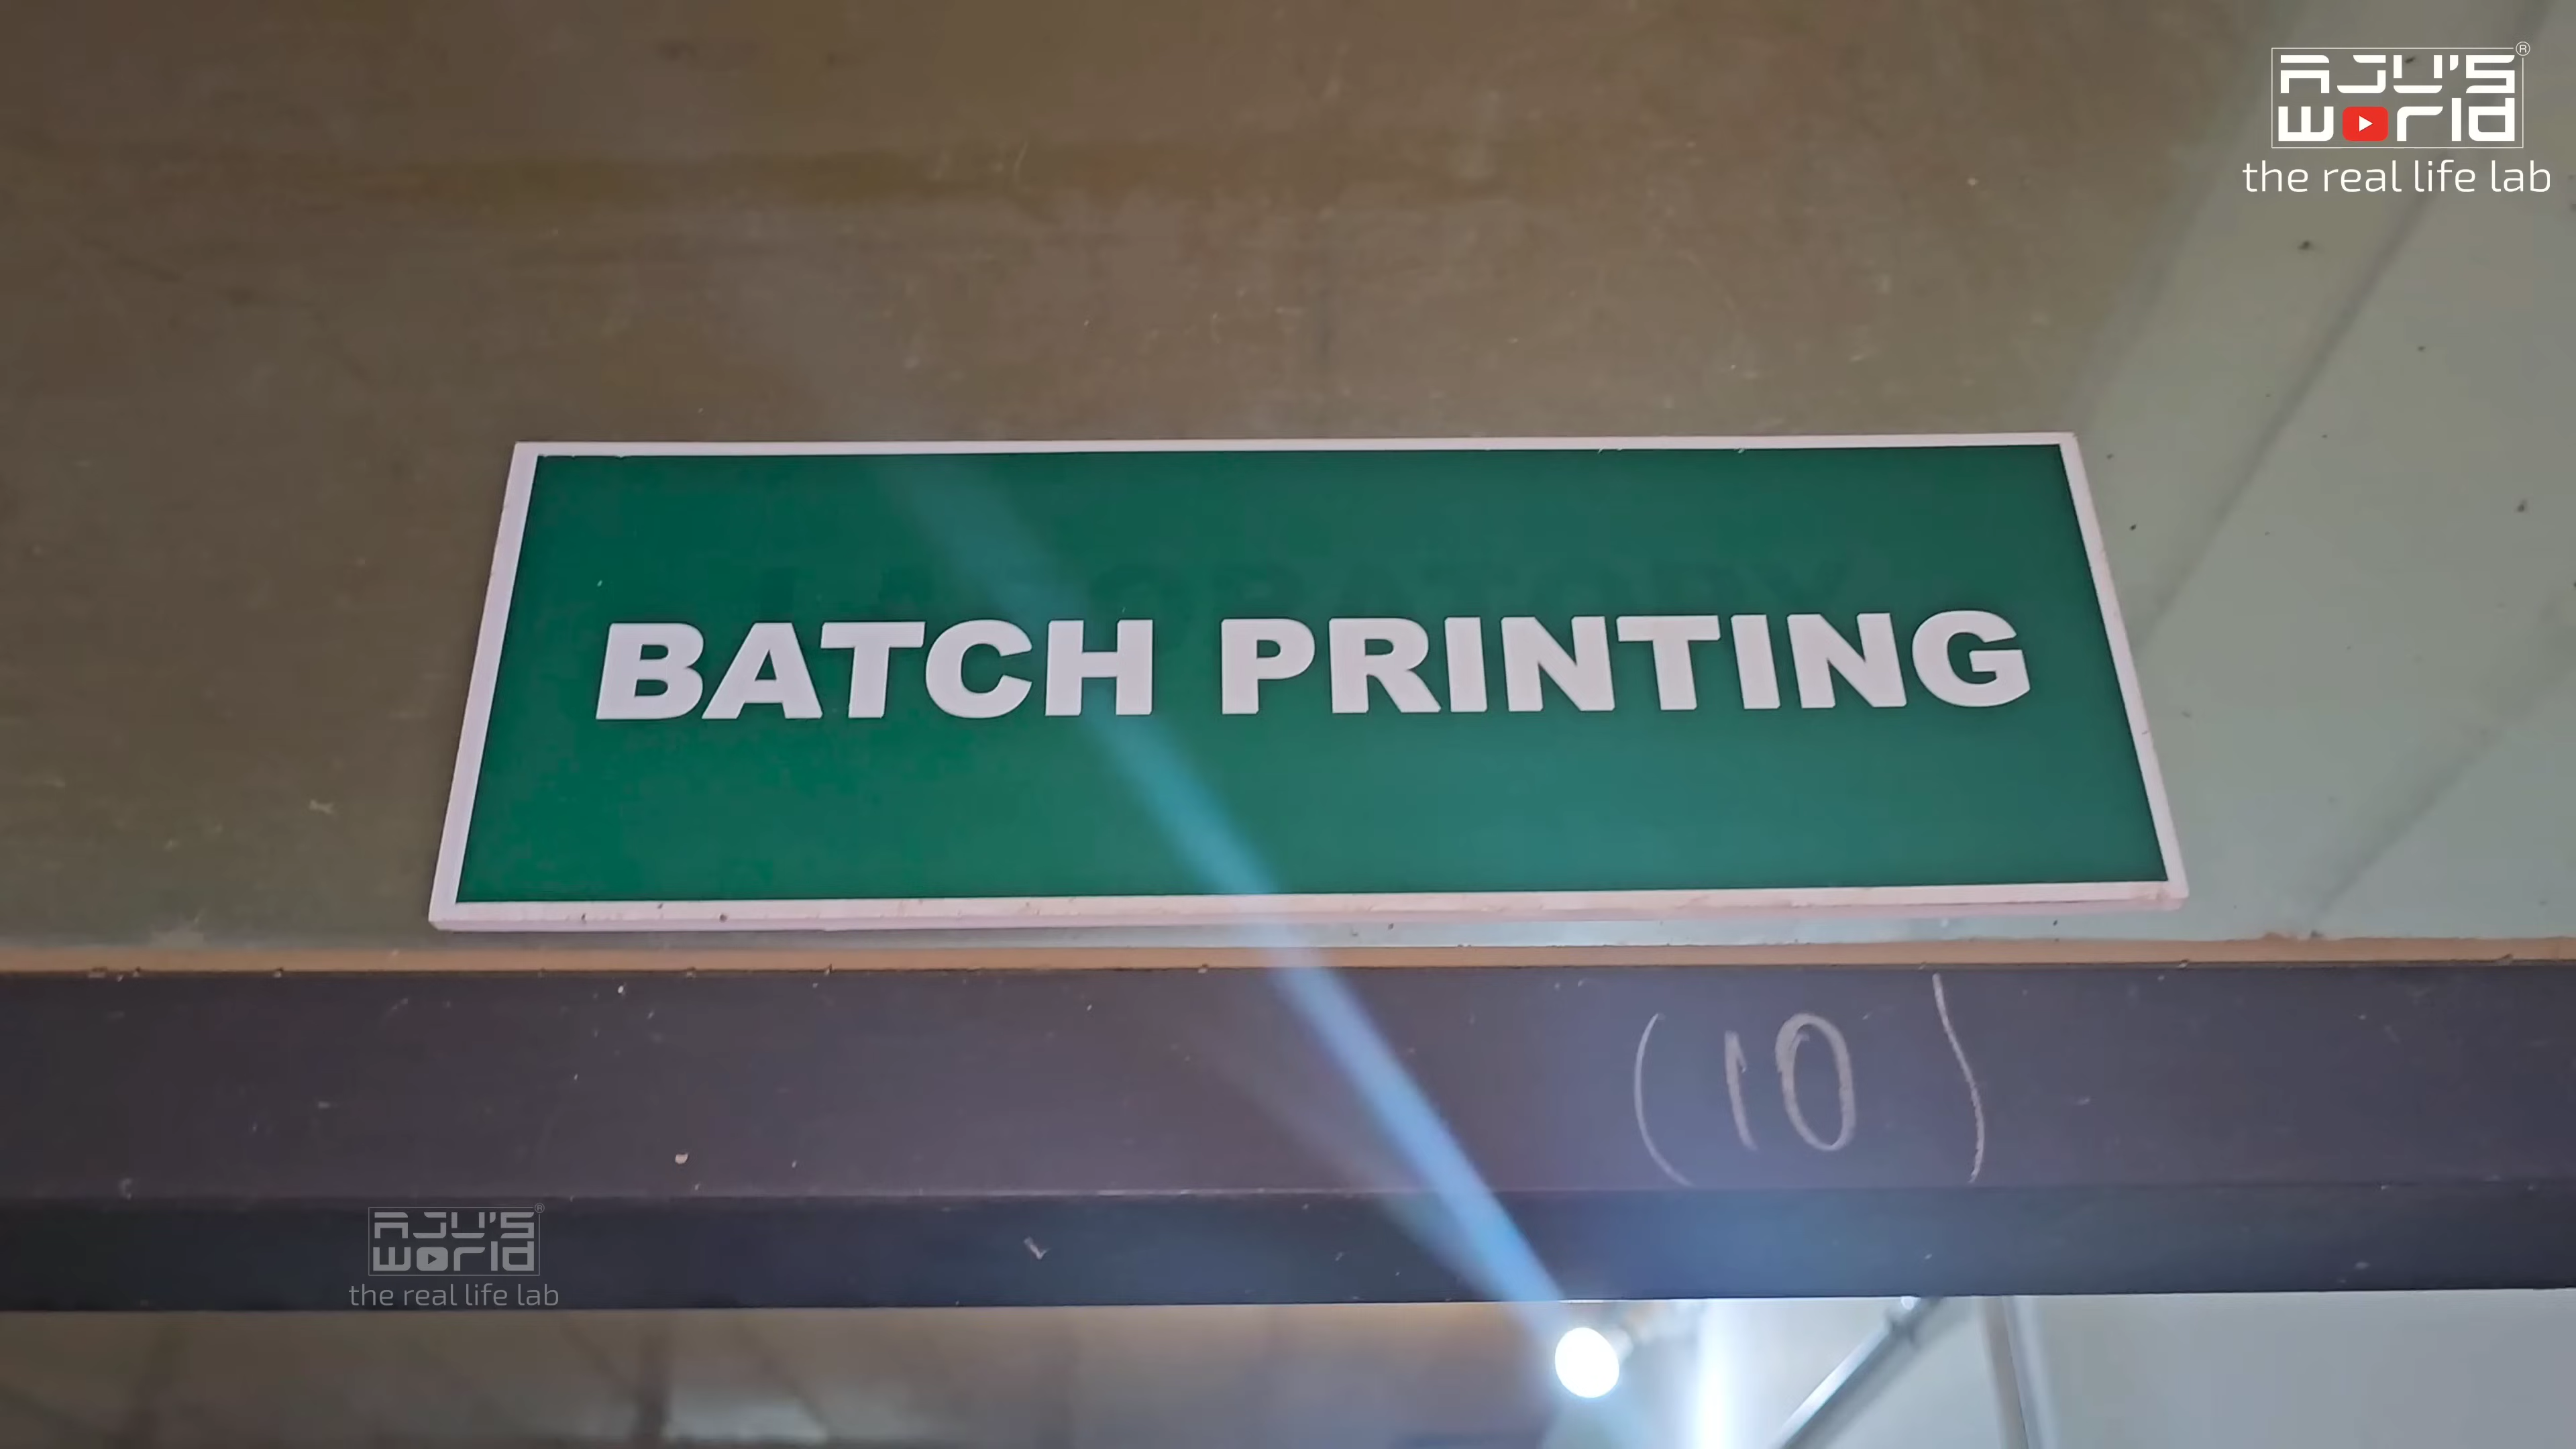 AJU'S
world
®
the real life lab
BATCH PRINTING
(10)
AJU'S
world
®
the real life lab